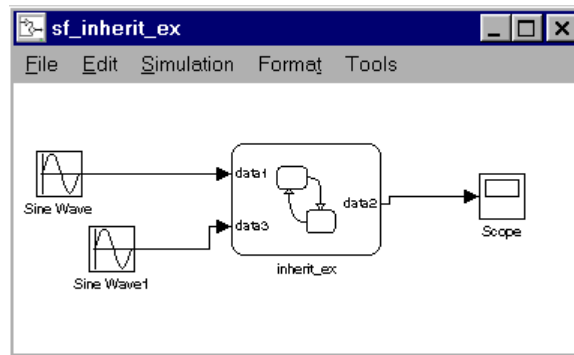 sf_inherit_ex
File Edit Simulation Format Tools
data1
data2
data3
Sine Wave
Scope
inherit_ex
Sine Wave1